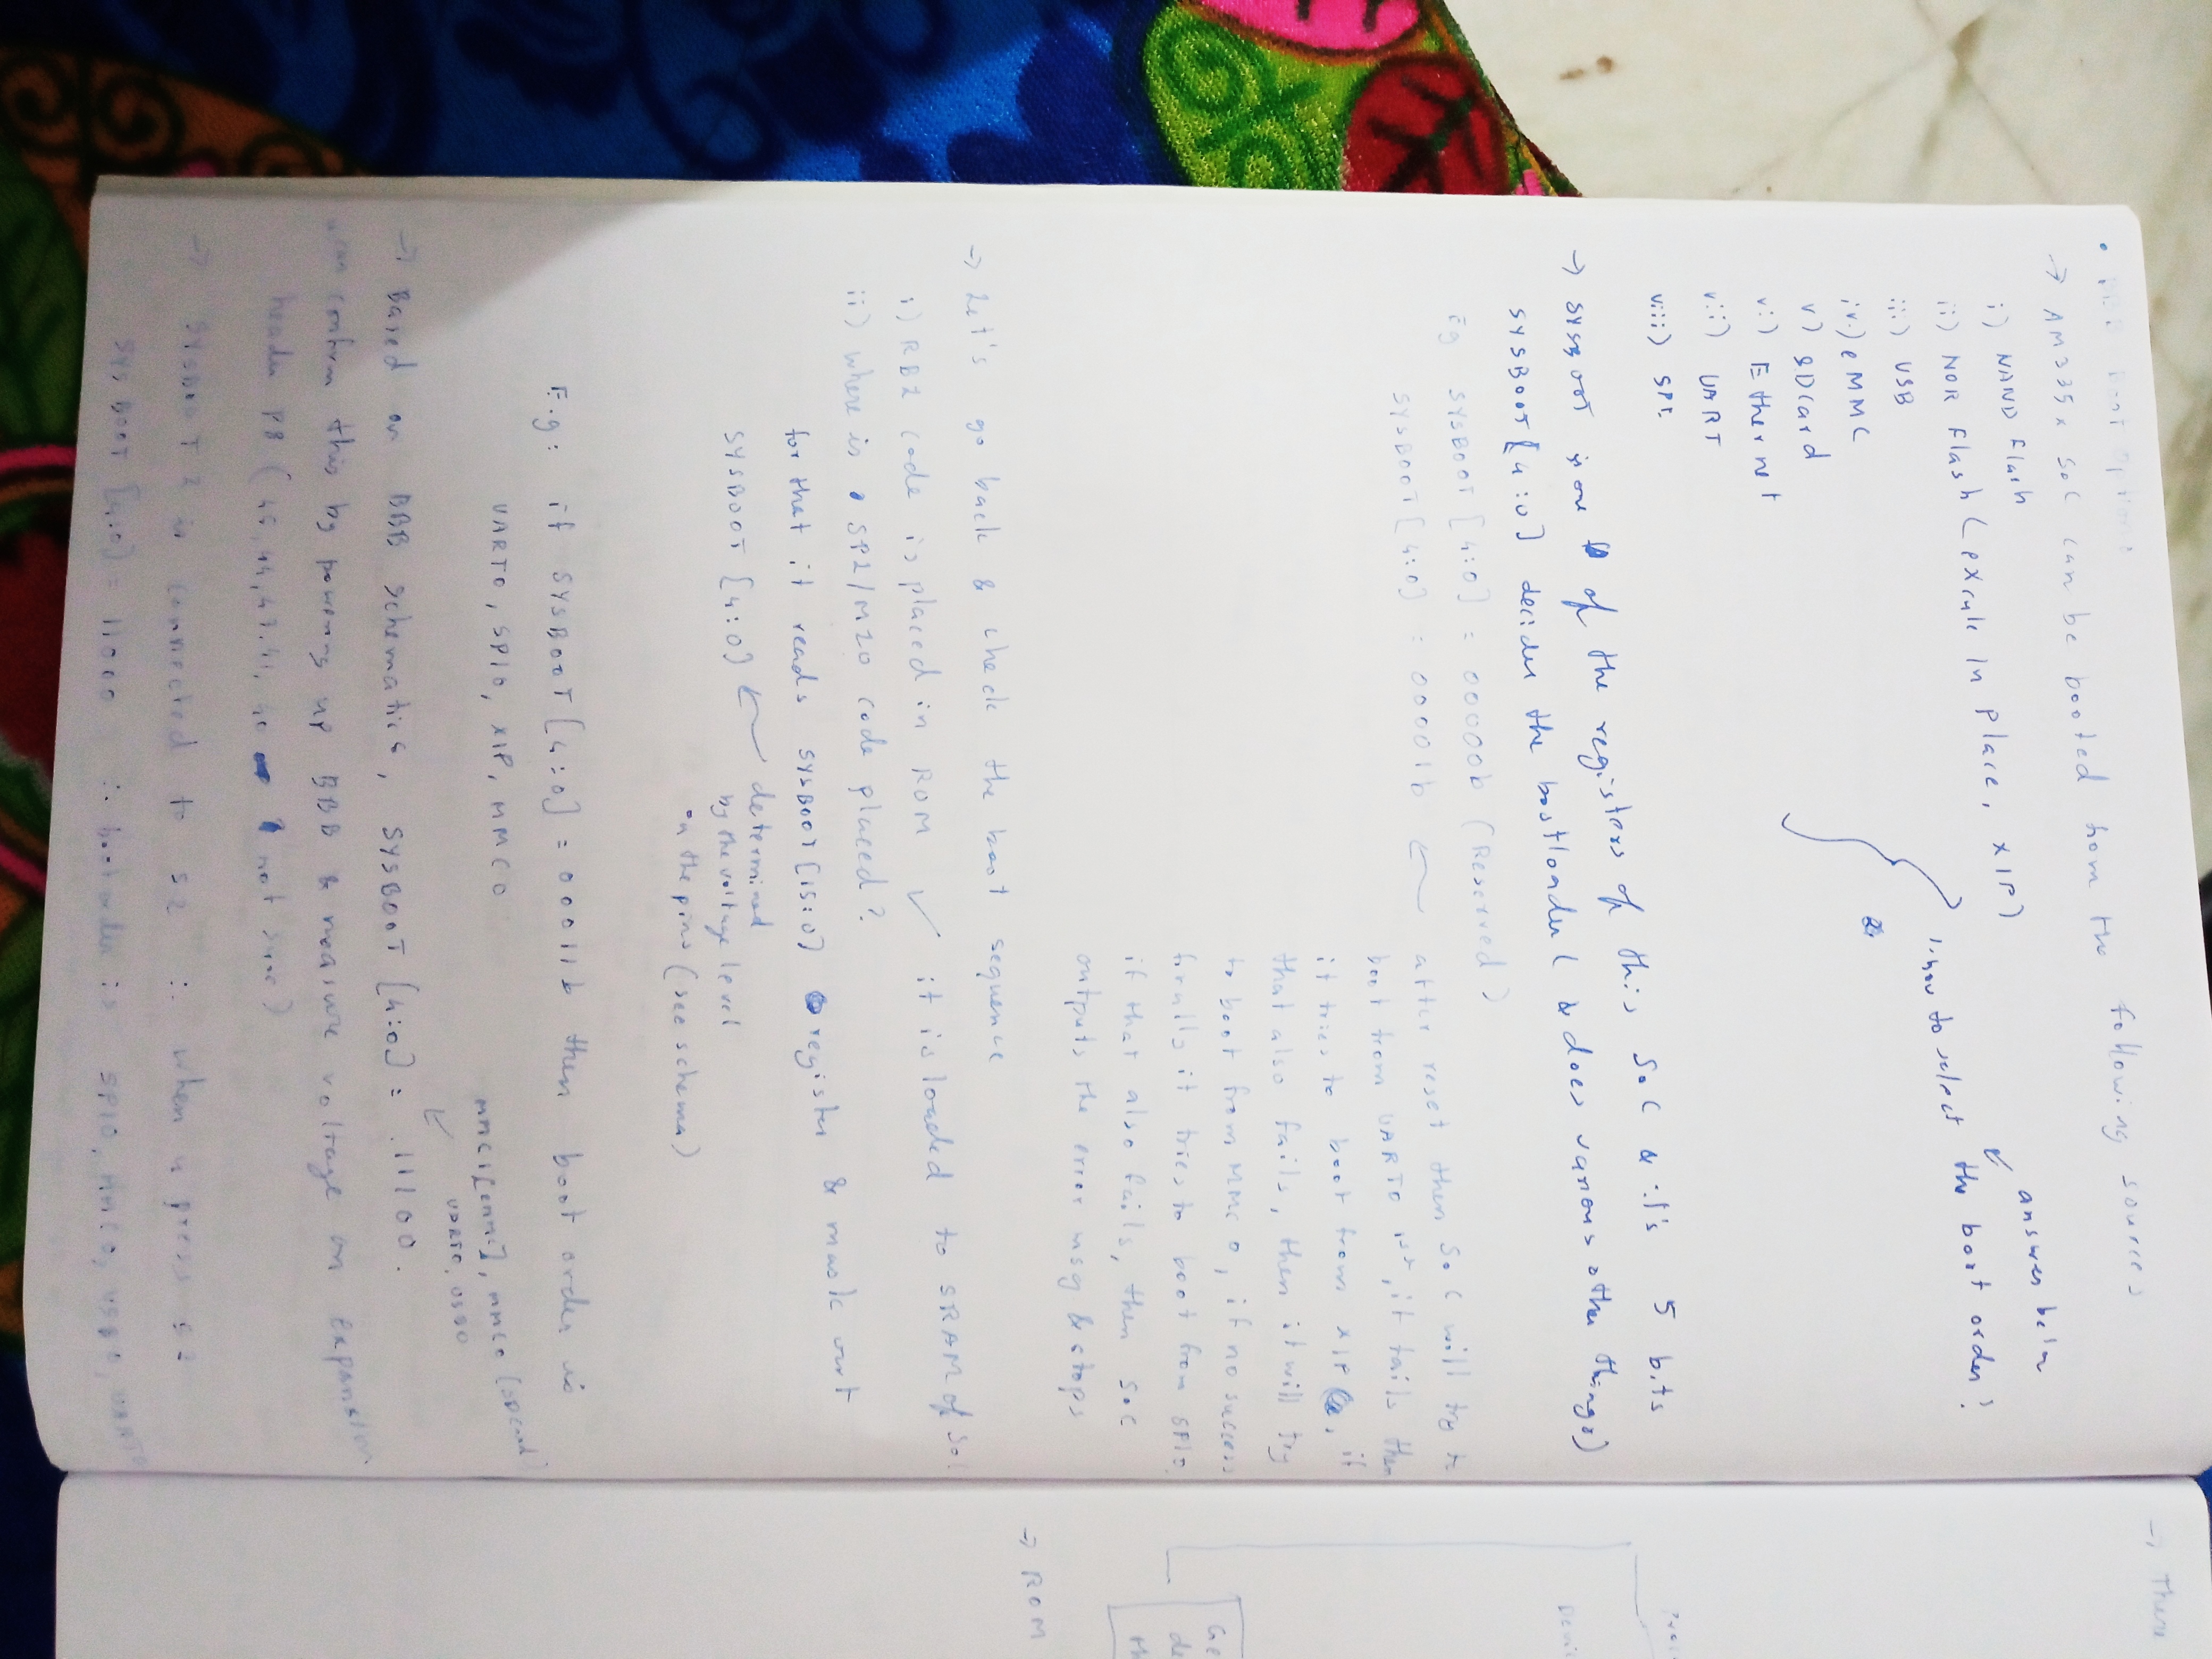 • BBB boot options
→ AM335x SoC can be booted from the following sources
i) NAND Flash
ii) NOR Flash (execute In place, XIP)
iii) USB
iv) eMMC
v) SDcard
vi) Ethernet
vii) UART
viii) SPI
answer below
how to select the boot order?
→ SYSBOOT is one of the registers of this SoC & it's 5 bits
SYSBOOT[4:0] decides the bootloader (& does various other things)
Eg SYSBOOT[4:0] = 00000b (Reserved)
SYSBOOT[4:0] = 00001b
after reset then SoC will try to
boot from UART0 1st, it fails then
it tries to boot from XIP, if
that also fails, then it will try
to boot from MMC0, if no success
finally it tries to boot from SPI0,
if that also fails, then SoC
outputs the error msg & stops
→ Let's go back & check the boot sequence
i) RBL code is placed in ROM ✓ it is loaded to SRAM of SoC
ii) where is SPL/MLO code placed?
for that it reads SYSBOOT[15:0] register & mask out
SYSBOOT[4:0] ← determined
by the voltage level
on the pins (see schema)
E.g: if SYSBOOT[4:0] = 00011b then boot order is
UART0, SPI0, XIP, MMC0
MMC1[emmc], MMC0 (SDcard)
UART0, USB0
→ Based on BBB schematic, SYSBOOT[4:0] = 11100.
can confirm this by powering up BBB & measure voltage on expansion
header P8 (45,44,43,41,40 not sure)
→ SYSBOOT 2 is connected to S2 ∴ when u press S2
SYSBOOT[4:0] = 11000 ∴ bootorder is SPI0, MMC0, USB0, UART0
→ There
→ ROM